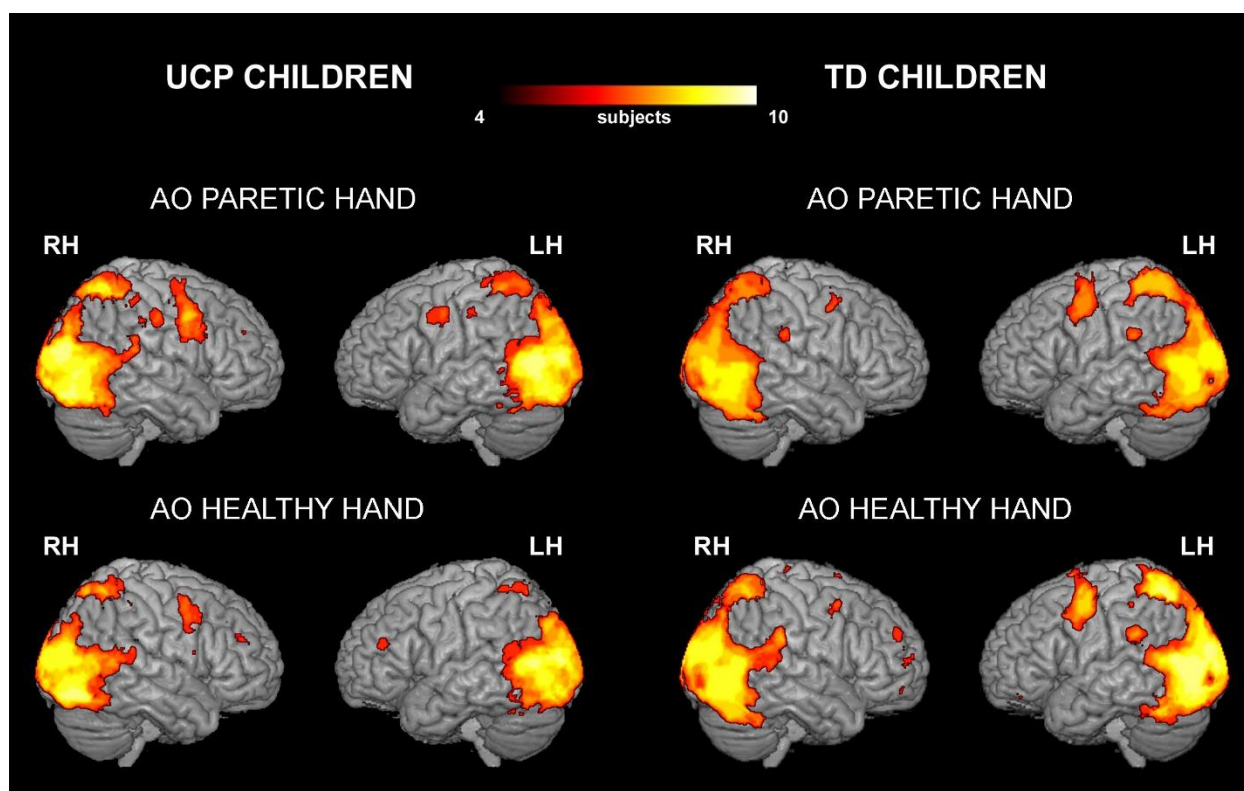 UCP CHILDREN TD CHILDREN
4 subjects 10
AO PARETIC HAND AO PARETIC HAND
RH LH RH LH
AO HEALTHY HAND AO HEALTHY HAND
RH LH RH LH